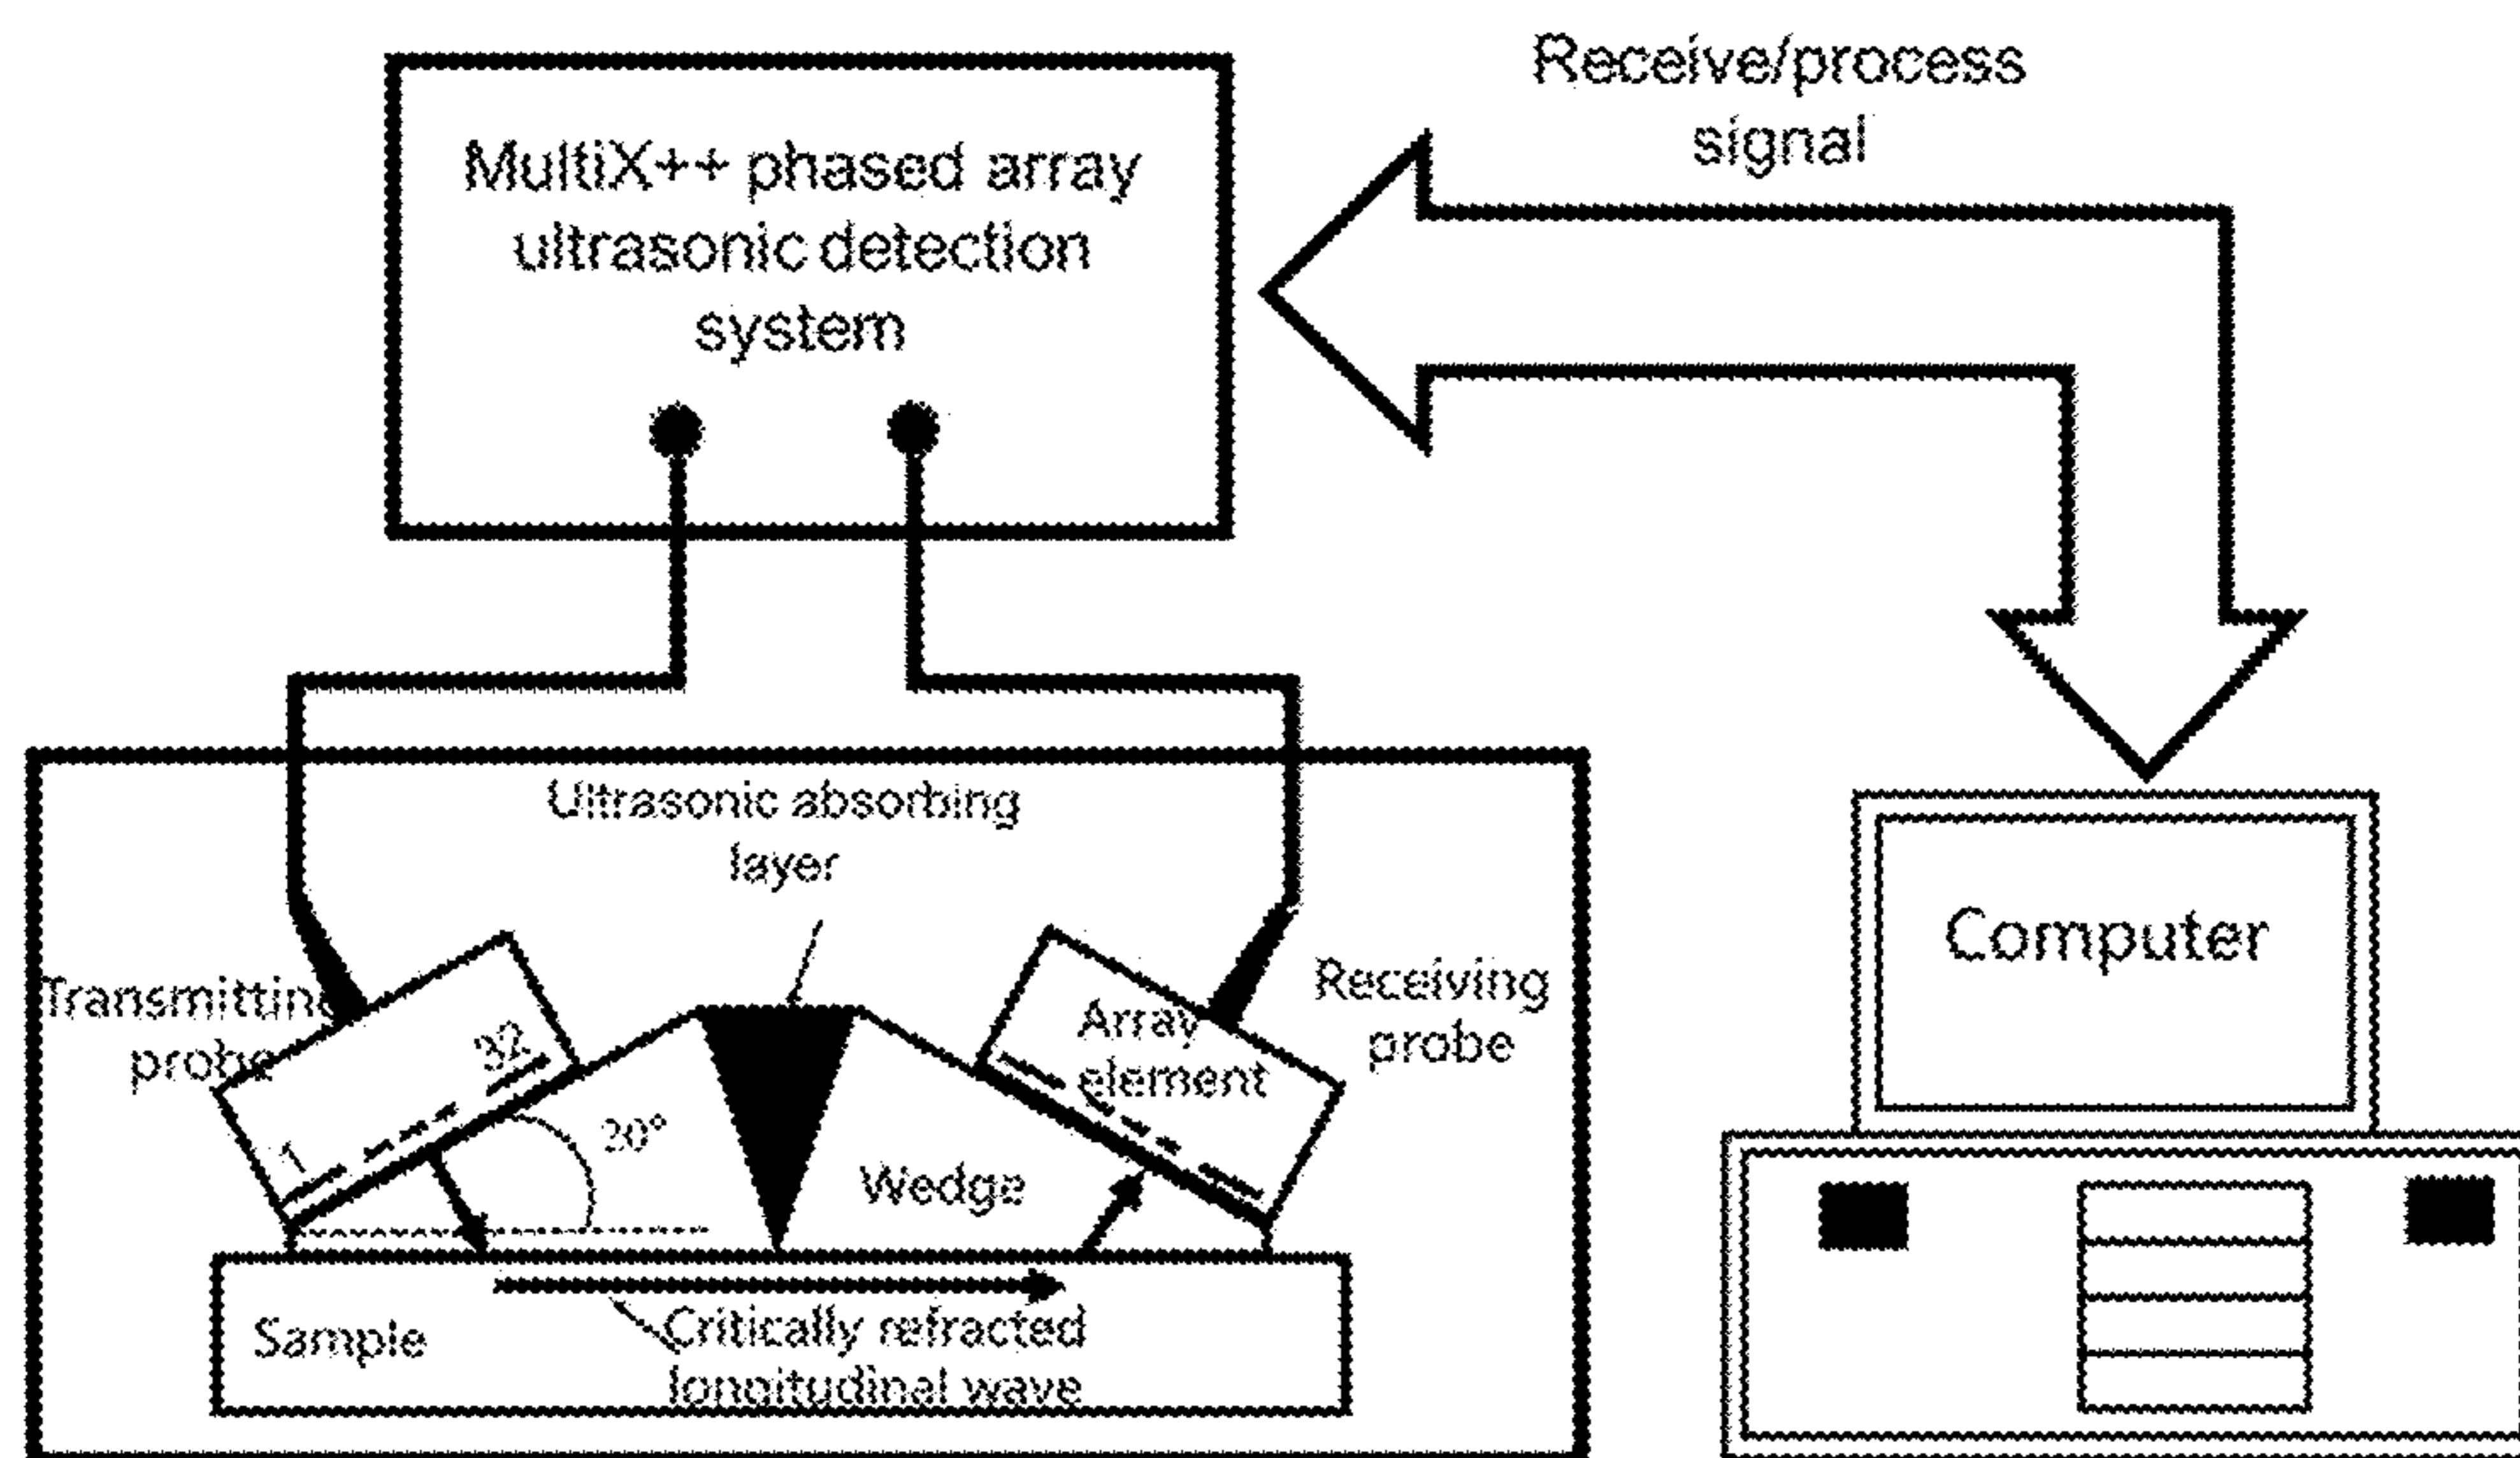 Receive/process
signal
MultiX++ phased array
ultrasonic detection
system
Ultrasonic absorbing
layer
Transmitting
probe
32
1
20°
Wedge
Array
element
Receiving
probe
Computer
Sample
Critically refracted
longitudinal wave